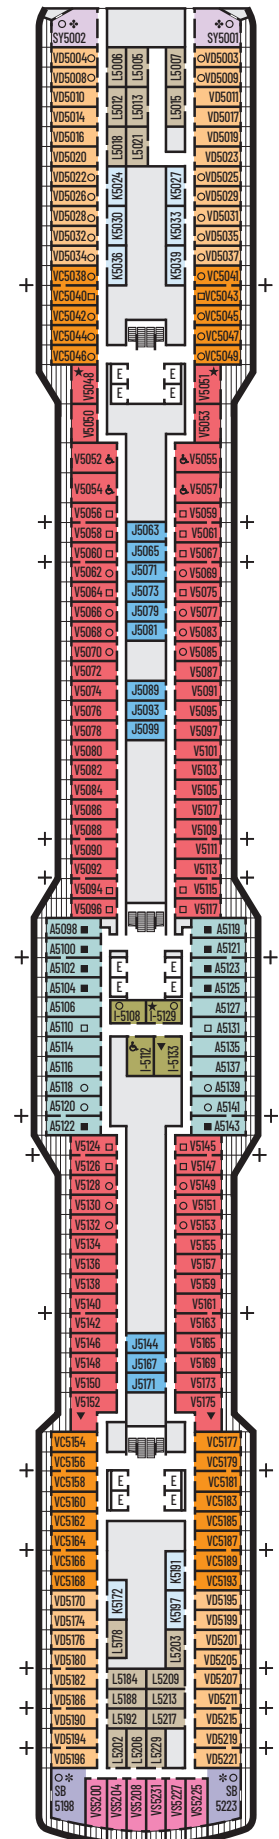 SY5002 SY5001
VD5004 L5006 L5005 L5007 VD5003
VD5008 VD5009
VD5010 L5012 L5013 L5015 VD5011
VD5014 VD5017
VD5016 L5018 L5021 VD5019
VD5020 VD5023
VD5022 K5024 K5027 VD5025
VD5026 VD5029
VD5028 K5030 K5033 VD5031
VD5032 VD5035
VD5034 K5036 K5039 VD5037
VC5038 VC5041
VC5040 VC5043
VC5042 VC5045
VC5044 VC5047
VC5046 VC5049
V5048 E E V5051
V5050 E E V5053
V5052 V5055
V5054 V5057
V5056 V5059
V5058 J5063 V5061
V5060 J5065 V5067
V5062 J5071 V5069
V5064 J5073 V5075
V5066 J5079 V5077
V5068 J5081 V5083
V5070 V5085
V5072 V5087
V5074 J5089 V5091
V5076 J5093 V5095
V5078 J5099 V5097
V5080 V5101
V5082 V5103
V5084 V5105
V5086 V5107
V5088 V5109
V5090 V5111
V5092 V5113
V5094 V5115
V5096 V5117
A5098 A5119
A5100 A5121
A5102 E E A5123
A5104 E E A5125
A5106 I-5108 I-5129 A5127
A5110 A5131
A5114 I-5112 I-5133 A5135
A5116 A5137
A5118 A5139
A5120 A5141
A5122 A5143
V5124 V5145
V5126 V5147
V5128 V5149
V5130 V5151
V5132 V5153
V5134 V5155
V5136 V5157
V5138 V5159
V5140 V5161
V5142 V5163
V5146 J5144 V5165
V5148 J5167 V5169
V5150 J5171 V5173
V5152 V5175
VC5154 VC5177
VC5156 VC5179
VC5158 E E VC5181
VC5160 E E VC5183
VC5162 VC5185
VC5164 VC5187
VC5166 K5191 VC5189
VC5168 VC5193
VD5170 K5172 K5197 VD5195
VD5174 VD5199
VD5176 L5178 L5203 VD5201
VD5180 VD5205
VD5182 L5184 L5209 VD5207
VD5186 L5188 L5213 VD5211
VD5190 L5192 L5217 VD5215
VD5194 L5202 L5206 L5229 VD5219
VD5196 VD5221
SB VS5200 VS5204 VS5208 VS5231 VS5227 VS5225 SB
5198 5223